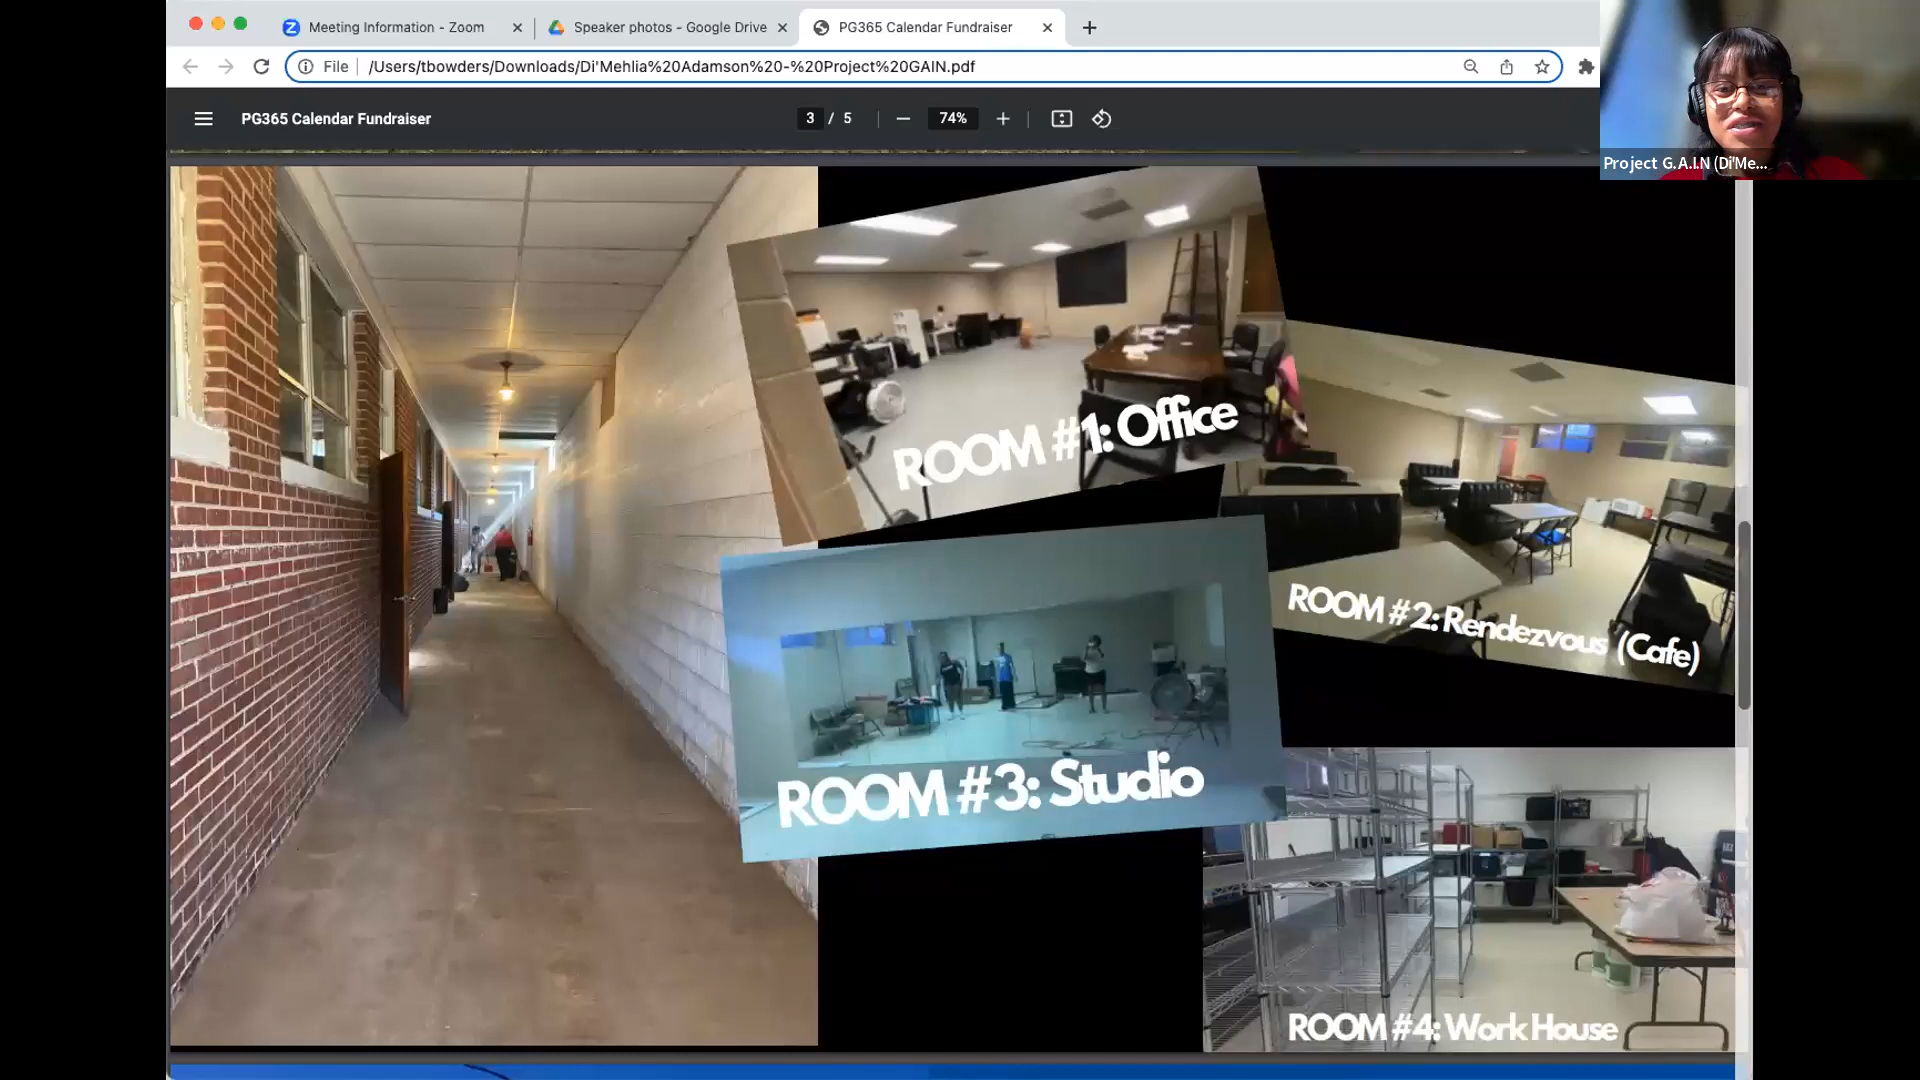 Meeting Information - Zoom
Speaker photos - Google Drive
PG365 Calendar Fundraiser
File
/Users/tbowders/Downloads/Di'Mehlia%20Adamson%20-%20Project%20GAIN.pdf
PG365 Calendar Fundraiser
3 / 5
74%
Project G.A.I.N (Di'Me...
ROOM #1: Office
ROOM #2: Rendezvous (Cafe)
ROOM #3: Studio
ROOM #4: Work House